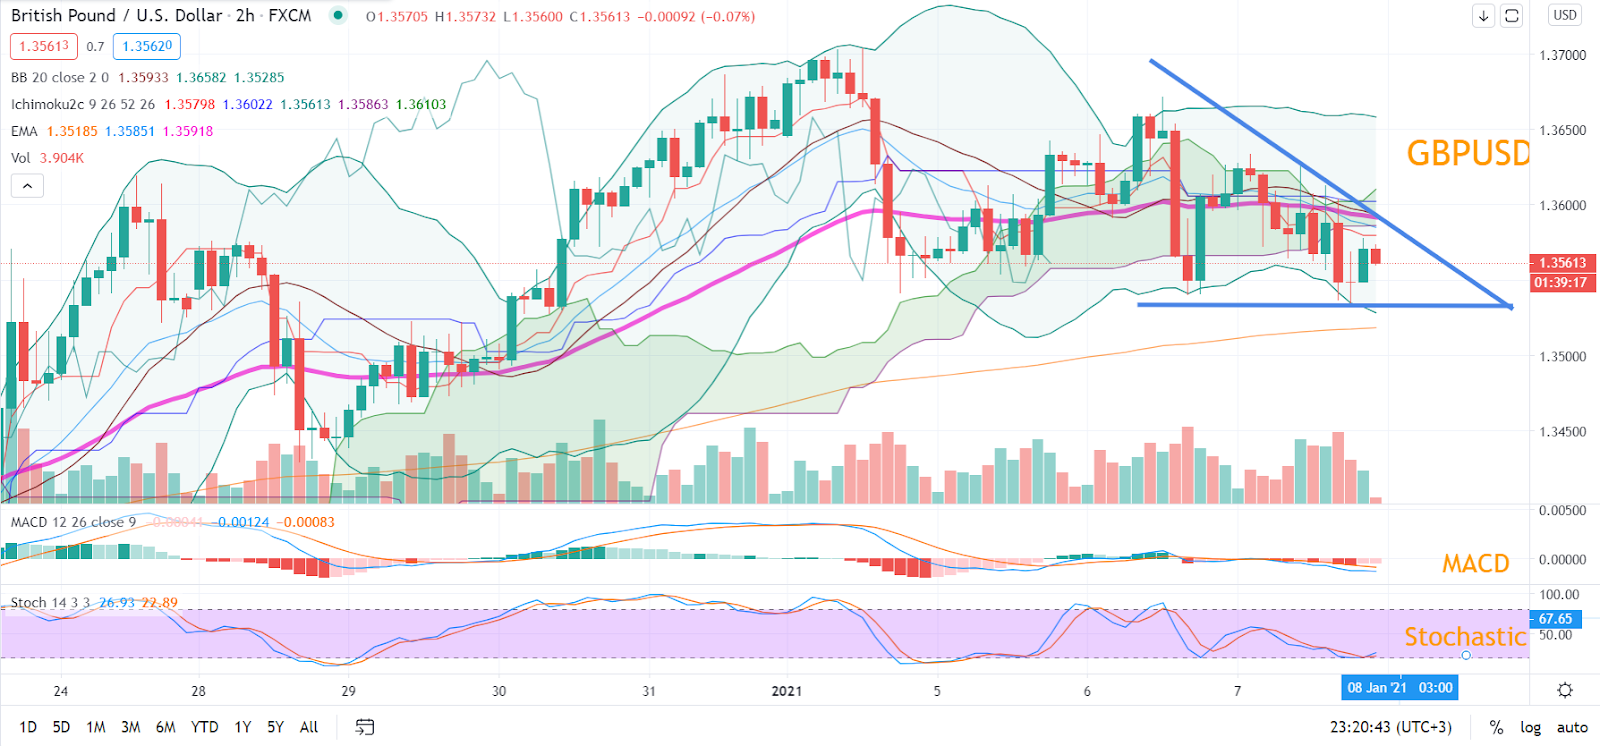 British Pound / U.S. Dollar · 2h · FXCM O1.35705 H1.35732 L1.35600 C1.35613 −0.00092 (−0.07%)
USD
1.35613 0.7 1.35620
BB 20 close 2 0 1.35933 1.36582 1.35285
Ichimoku2c 9 26 52 26 1.35798 1.36022 1.35613 1.35863 1.36103
EMA 1.35185 1.35851 1.35918
Vol 3.904K
GBPUSD
1.37000
1.36500
1.36000
1.35613
01:39:17
1.35000
1.34500
MACD 12 26 close 9 −0.00041 −0.00124 −0.00083
0.00500
0.00000
MACD
Stoch 14 3 3 26.93 22.89
100.00
67.65
50.00
Stochastic
24 28 29 30 31 2021 5 6 7 08 Jan '21 03:00
1D 5D 1M 3M 6M YTD 1Y 5Y All 23:20:43 (UTC+3) % log auto